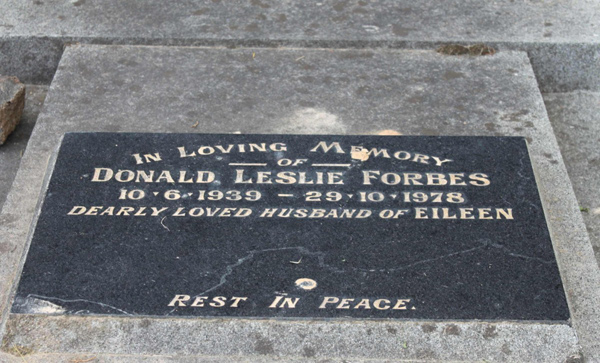 IN LOVING MEMORY
OF
DONALD LESLIE FORBES
10·6·1939 – 29·10·1978
DEARLY LOVED HUSBAND OF EILEEN
REST IN PEACE.